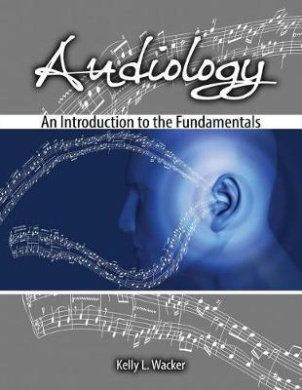 Audiology
An Introduction to the Fundamentals
Kelly L. Wacker